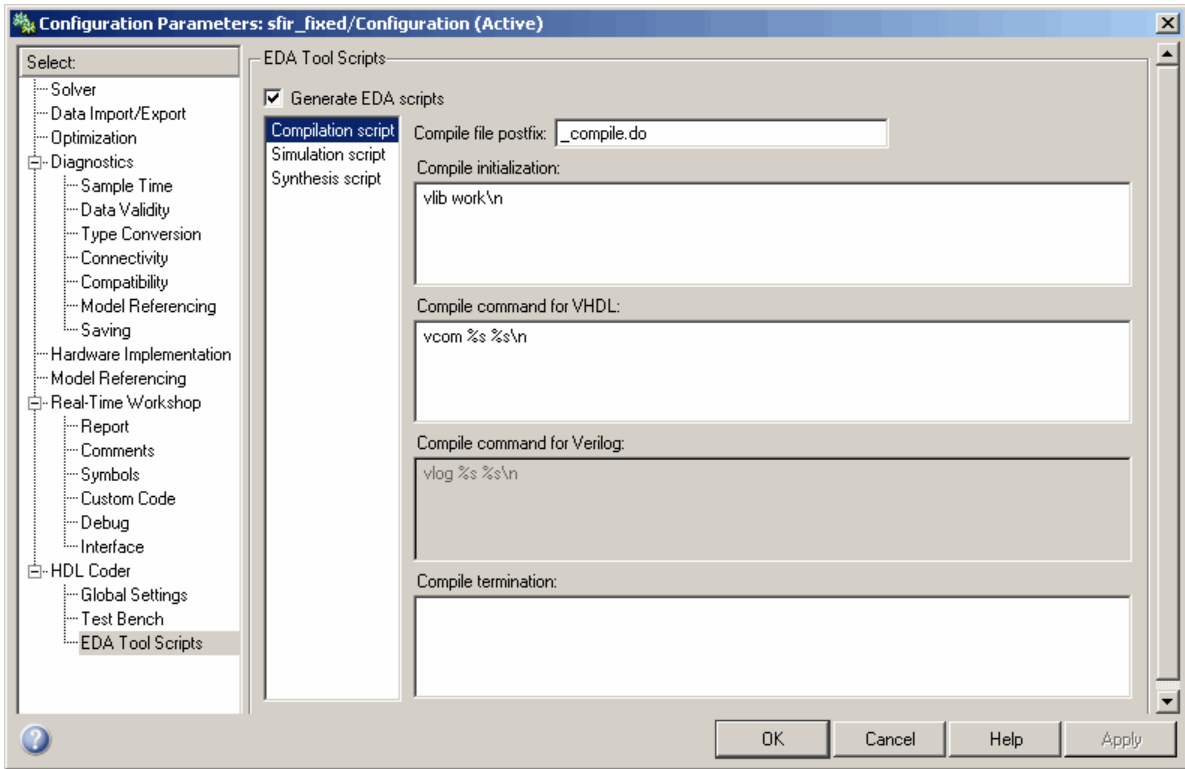 Configuration Parameters: sfir_fixed/Configuration (Active)
Select:
Solver
Data Import/Export
Optimization
Diagnostics
Sample Time
Data Validity
Type Conversion
Connectivity
Compatibility
Model Referencing
Saving
Hardware Implementation
Model Referencing
Real-Time Workshop
Report
Comments
Symbols
Custom Code
Debug
Interface
HDL Coder
Global Settings
Test Bench
EDA Tool Scripts
EDA Tool Scripts
Generate EDA scripts
Compilation script
Simulation script
Synthesis script
Compile file postfix: _compile.do
Compile initialization:
vlib work\n
Compile command for VHDL:
vcom %s %s\n
Compile command for Verilog:
vlog %s %s\n
Compile termination:
OK Cancel Help Apply